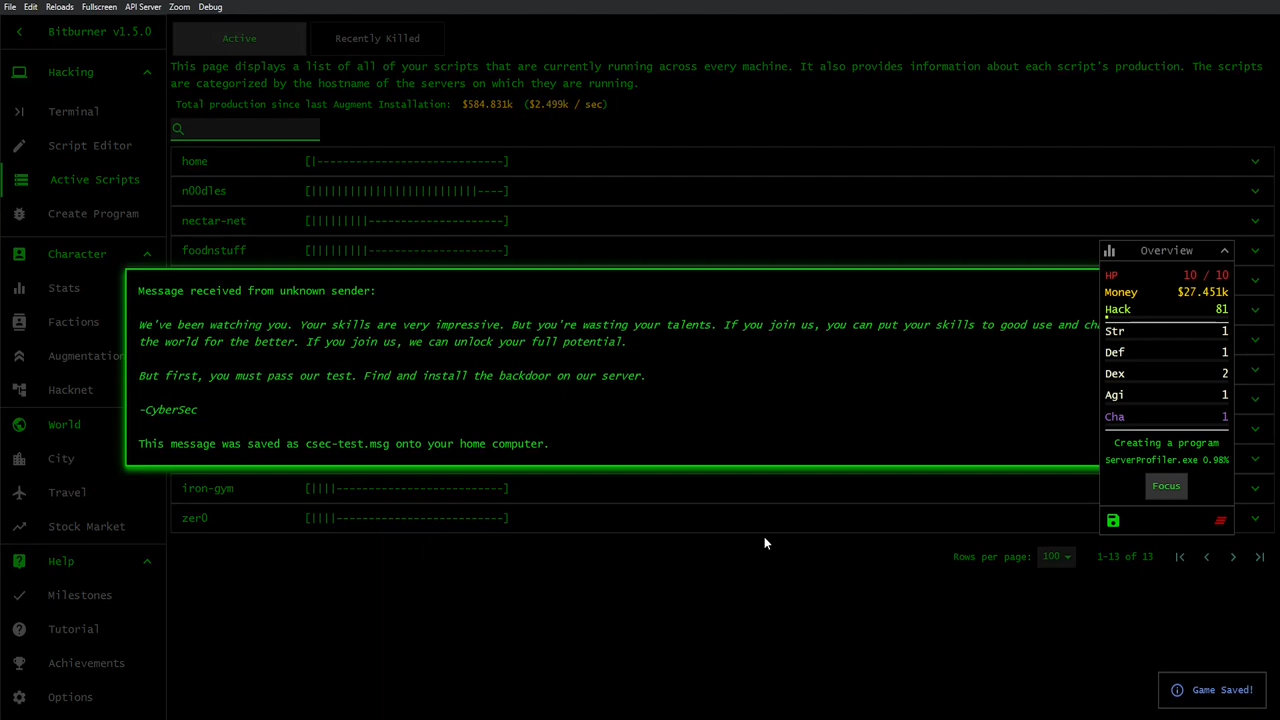 File Edit Reloads Fullscreen API Server Zoom Debug
Bitburner v1.5.0
Hacking
Terminal
Script Editor
Active Scripts
Create Program
Character
Stats
Factions
Augmentation
Hacknet
World
City
Travel
Stock Market
Help
Milestones
Tutorial
Achievements
Options
Active
Recently Killed
This page displays a list of all of your scripts that are currently running across every machine. It also provides information about each script's production. The scripts
are categorized by the hostname of the servers on which they are running.
Total production since last Augment Installation: $584.831k ($2.499k / sec)
home [|-----------------------------]
n00dles [||||||||||||||||||||||||||----]
nectar-net [|||||||||---------------------]
foodnstuff [|||||||||---------------------]
Message received from unknown sender:
We've been watching you. Your skills are very impressive. But you're wasting your talents. If you join us, you can put your skills to good use and cha
the world for the better. If you join us, we can unlock your full potential.
But first, you must pass our test. Find and install the backdoor on our server.
-CyberSec
This message was saved as csec-test.msg onto your home computer.
iron-gym [||||--------------------------]
zer0 [||||--------------------------]
Rows per page: 100 1-13 of 13
Overview
HP 10 / 10
Money $27.451k
Hack 81
Str 1
Def 1
Dex 2
Agi 1
Cha 1
Creating a program
ServerProfiler.exe 0.98%
Focus
Game Saved!